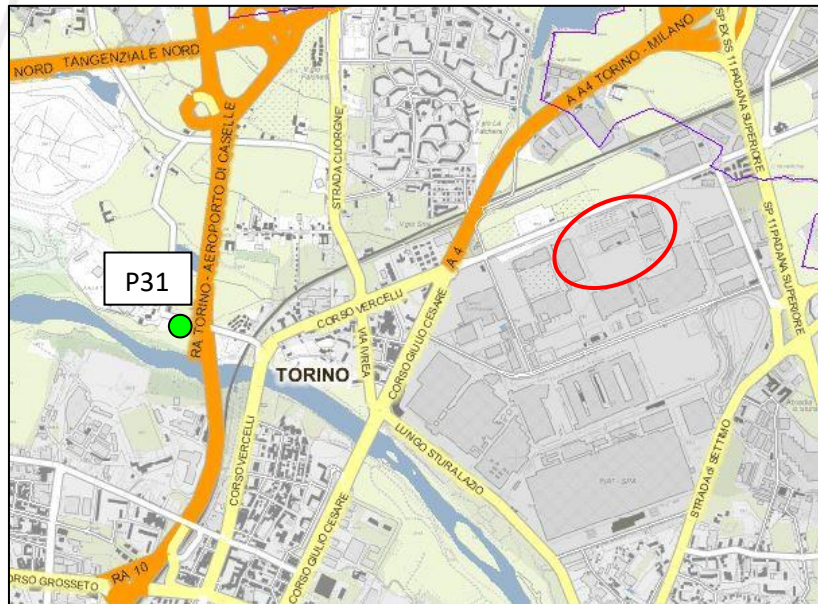 NORD TANGENZIALE NORD
RA TORINO - AEROPORTO DI CASELLE
STRADA CUORGNE
A A4 TORINO - MILANO
SP EX SS 11 PADANA SUPERIORE
SP 11 PADANA SUPERIORE
A 4
P31
CORSO VERCELLI
VIA IVREA
CORSO GIULIO CESARE
TORINO
CORSO VERCELLI
LUNGO STURA LAZIO
CORSO GIULIO CESARE
FIAT - SPA
STRADA di SETTIMO
RA 10
CORSO GROSSETO